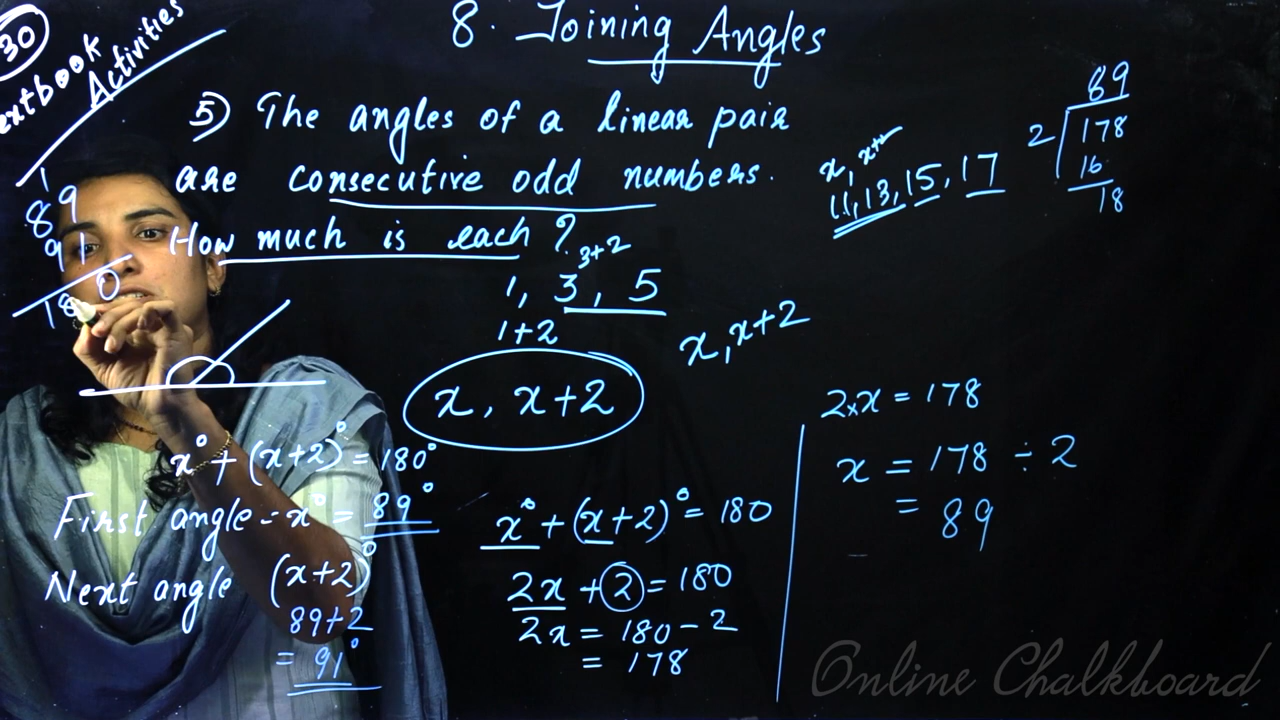 30
Textbook
Activities
8. Joining Angles
5) The angles of a linear pair
are consecutive odd numbers.
How much is each ?
1
89
91
180
1, 3, 5
3+2
1+2
x, x+2
x, x+2
x, x+2
11, 13, 15, 17
89
2 178
16
18
x° + (x+2)° = 180°
First angle - x° = 89°
Next angle (x+2)°
89+2
= 91°
x° + (x+2)° = 180
2x + 2 = 180
2x = 180 - 2
= 178
2×x = 178
x = 178 ÷ 2
= 89
Online Chalkboard